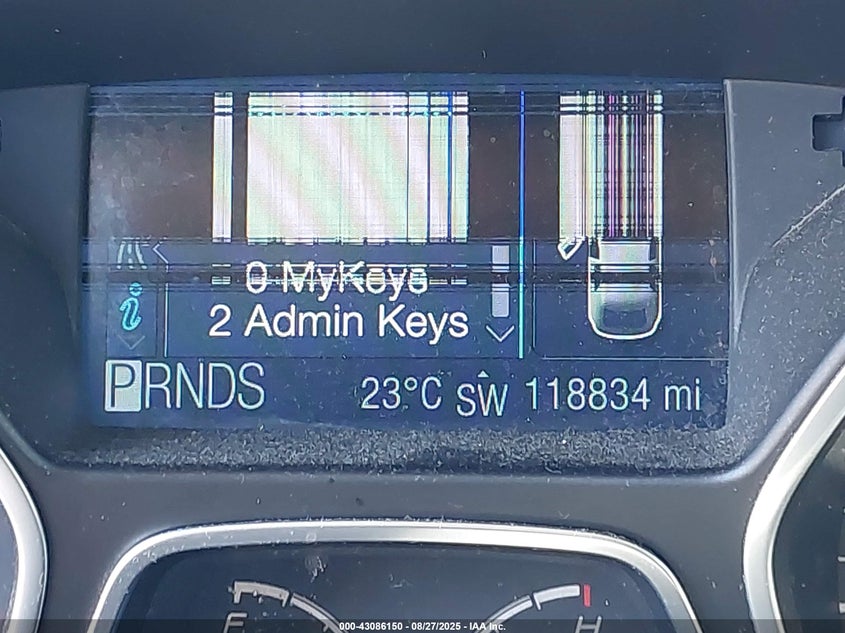 0 MyKeys
2 Admin Keys
PRNDS 23°C SW 118834 mi
F H
000-43086150 - 08/27/2025 - IAA Inc.